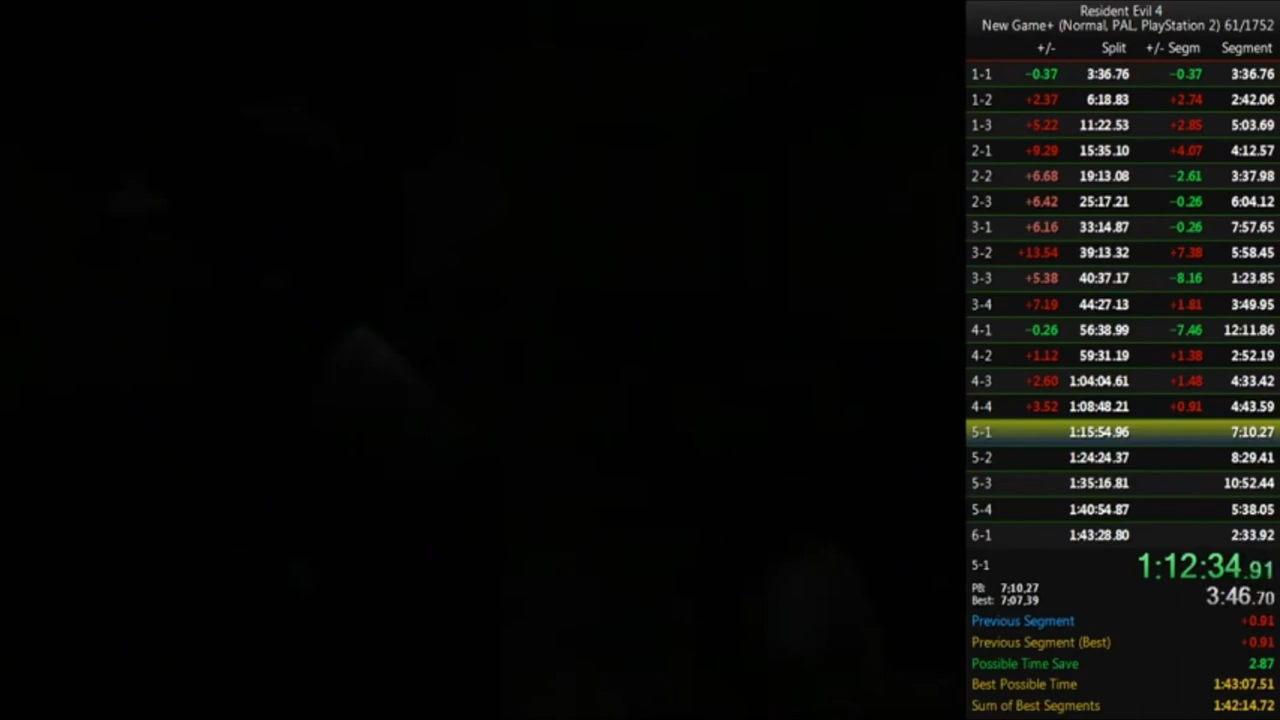 Resident Evil 4
New Game+ (Normal, PAL, PlayStation 2) 61/1752
+/- Split +/- Segm Segment
1-1 −0.37 3:36.76 −0.37 3:36.76
1-2 +2.37 6:18.83 +2.74 2:42.06
1-3 +5.22 11:22.53 +2.85 5:03.69
2-1 +9.29 15:35.10 +4.07 4:12.57
2-2 +6.68 19:13.08 −2.61 3:37.98
2-3 +6.42 25:17.21 −0.26 6:04.12
3-1 +6.16 33:14.87 −0.26 7:57.65
3-2 +13.54 39:13.32 +7.38 5:58.45
3-3 +5.38 40:37.17 −8.16 1:23.85
3-4 +7.19 44:27.13 +1.81 3:49.95
4-1 −0.26 56:38.99 −7.46 12:11.86
4-2 +1.12 59:31.19 +1.38 2:52.19
4-3 +2.60 1:04:04.61 +1.48 4:33.42
4-4 +3.52 1:08:48.21 +0.91 4:43.59
5-1 1:15:54.96 7:10.27
5-2 1:24:24.37 8:29.41
5-3 1:35:16.81 10:52.44
5-4 1:40:54.87 5:38.05
6-1 1:43:28.80 2:33.92
5-1 1:12:34.91
PB: 7:10.27
Best: 7:07.39 3:46.70
Previous Segment +0.91
Previous Segment (Best) +0.91
Possible Time Save 2.87
Best Possible Time 1:43:07.51
Sum of Best Segments 1:42:14.72